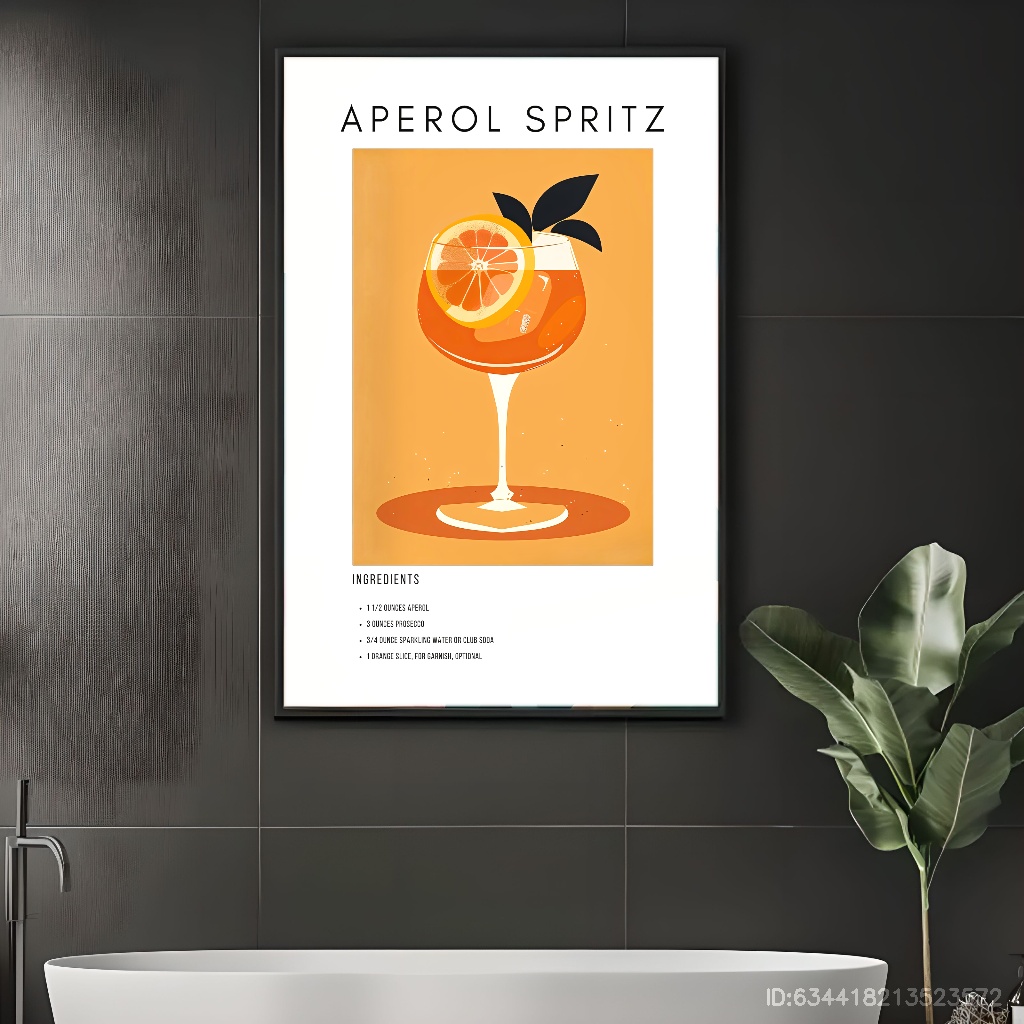 APEROL SPRITZ
INGREDIENTS
• 1 1/2 OUNCES APEROL
• 3 OUNCES PROSECCO
• 3/4 OUNCE SPARKLING WATER OR CLUB SODA
• 1 ORANGE SLICE, FOR GARNISH, OPTIONAL
ID:634418213523572